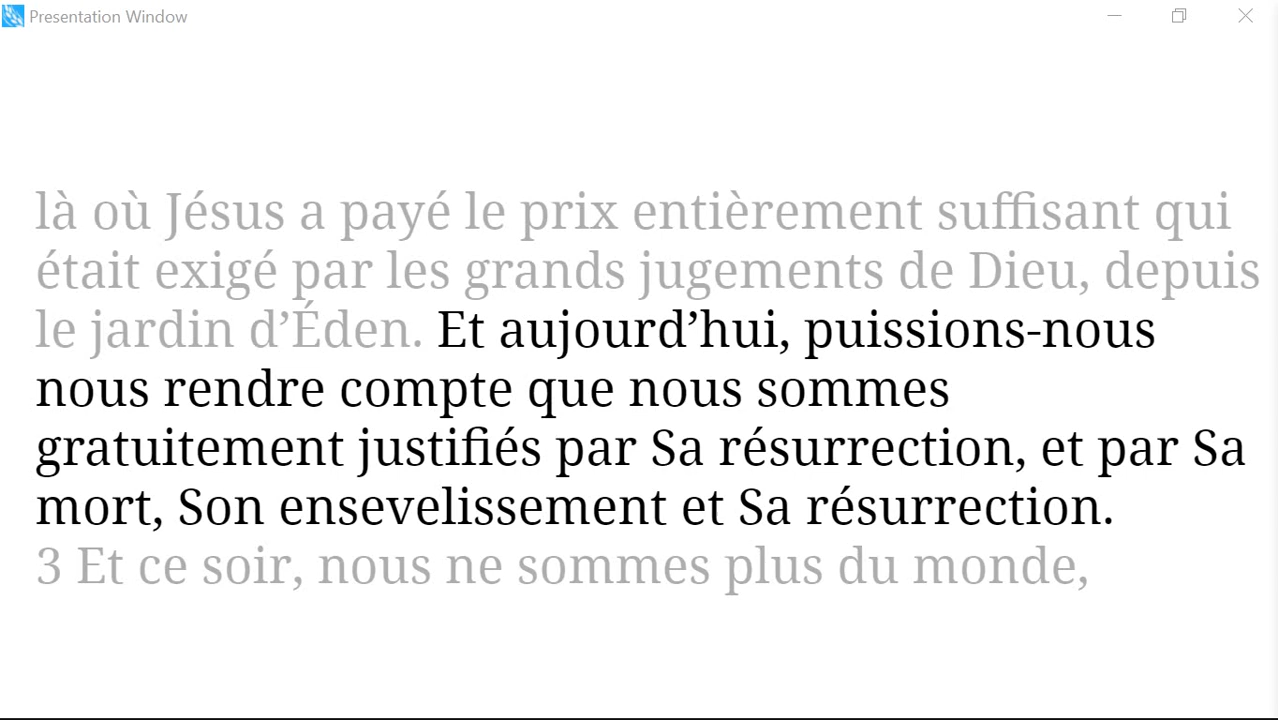 Presentation Window
là où Jésus a payé le prix entièrement suffisant qui
était exigé par les grands jugements de Dieu, depuis
le jardin d’Éden. Et aujourd’hui, puissions-nous
nous rendre compte que nous sommes
gratuitement justifiés par Sa résurrection, et par Sa
mort, Son ensevelissement et Sa résurrection.
3 Et ce soir, nous ne sommes plus du monde,